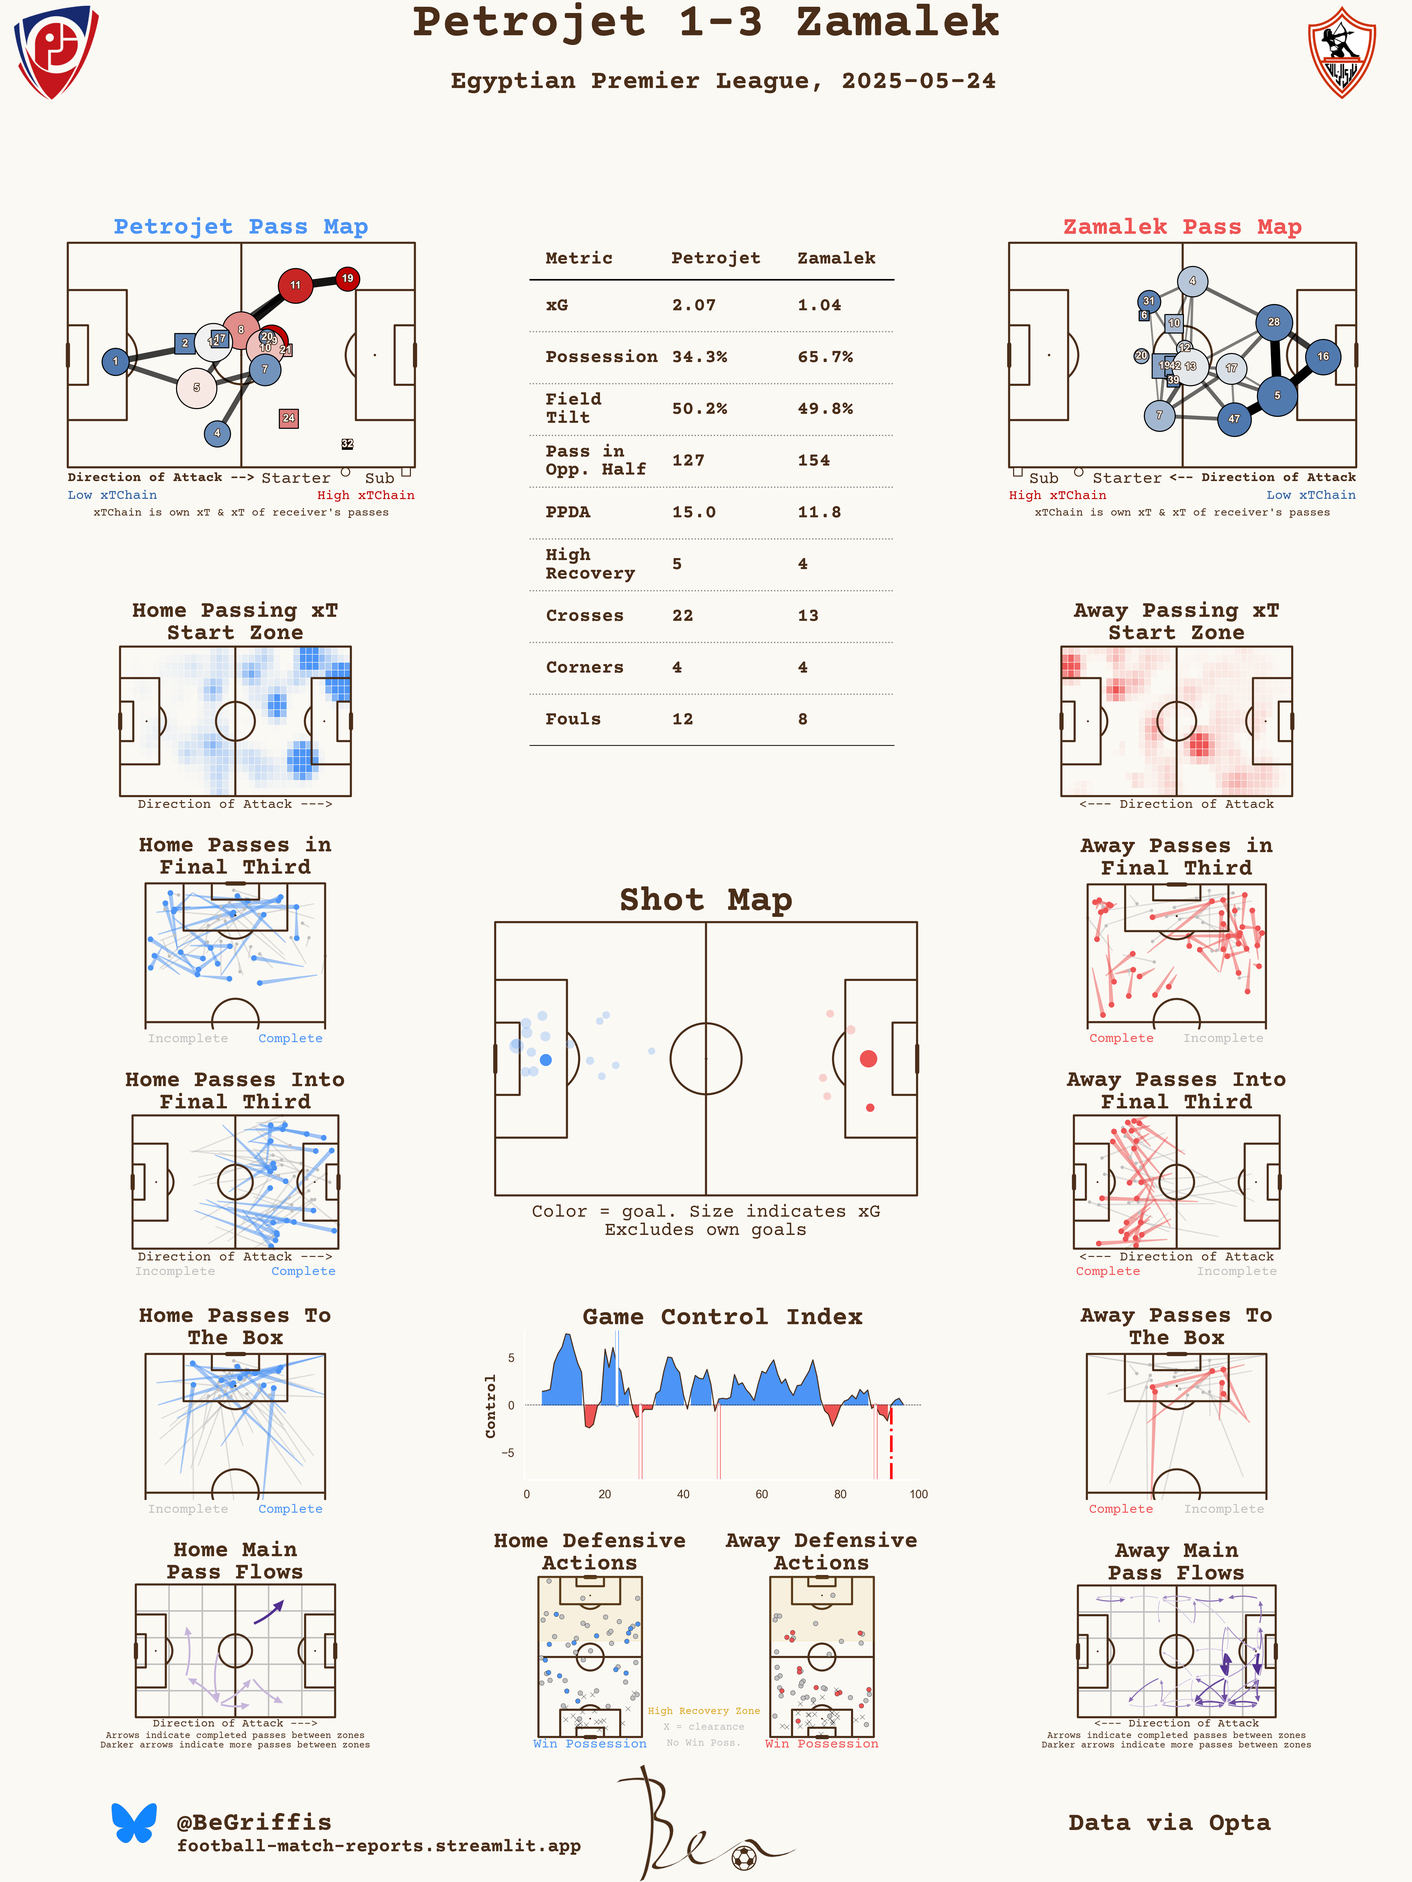 Petrojet 1-3 Zamalek
Egyptian Premier League, 2025-05-24
Petrojet Pass Map
19
11
8
20
10
21
17
2
1
7
5
24
4
32
Direction of Attack --> Starter Sub
Low xTChain High xTChain
xTChain is own xT & xT of receiver's passes
Metric Petrojet Zamalek
xG 2.07 1.04
Possession 34.3% 65.7%
Field
Tilt 50.2% 49.8%
Pass in
Opp. Half 127 154
PPDA 15.0 11.8
High
Recovery 5 4
Crosses 22 13
Corners 4 4
Fouls 12 8
Zamalek Pass Map
4
31
6
10
28
12
20
16
19
42
13
17
39
5
7
47
Sub Starter <-- Direction of Attack
High xTChain Low xTChain
xTChain is own xT & xT of receiver's passes
Home Passing xT
Start Zone
Direction of Attack --->
Away Passing xT
Start Zone
<--- Direction of Attack
Home Passes in
Final Third
Incomplete Complete
Away Passes in
Final Third
Complete Incomplete
Shot Map
Color = goal. Size indicates xG
Excludes own goals
Home Passes Into
Final Third
Direction of Attack --->
Incomplete Complete
Away Passes Into
Final Third
<--- Direction of Attack
Complete Incomplete
Home Passes To
The Box
Incomplete Complete
Game Control Index
Control
5
0
−5
0 20 40 60 80 100
Away Passes To
The Box
Complete Incomplete
Home Main
Pass Flows
Direction of Attack --->
Arrows indicate completed passes between zones
Darker arrows indicate more passes between zones
Home Defensive
Actions
Win Possession
High Recovery Zone
X = clearance
No Win Poss.
Away Defensive
Actions
Win Possession
Away Main
Pass Flows
<--- Direction of Attack
Arrows indicate completed passes between zones
Darker arrows indicate more passes between zones
@BeGriffis
football-match-reports.streamlit.app
Ben
Data via Opta